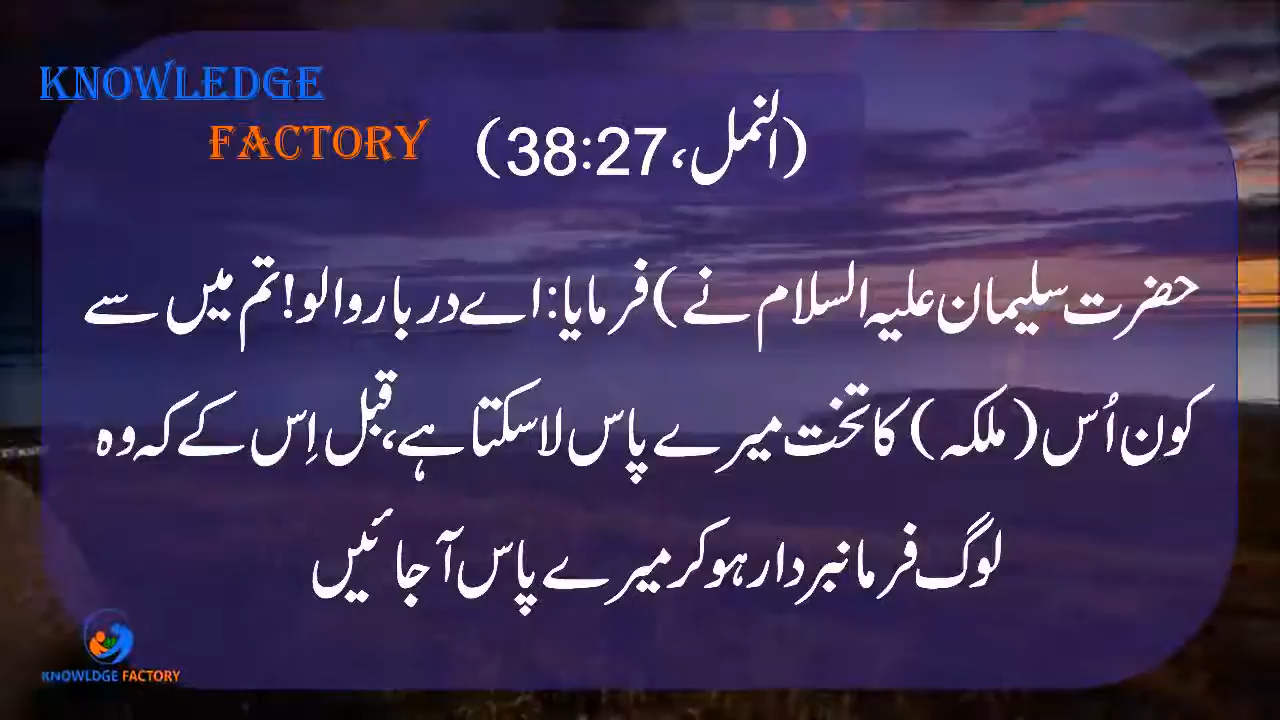 KNOWLEDGE
FACTORY
(النمل،38:27)
حضرت سلیمان علیہ السلام نے) فرمایا: اے دربار والو! تم میں سے
کون اُس (ملکہ) کا تخت میرے پاس لا سکتا ہے، قبل اِس کے کہ وہ
لوگ فرمانبردار ہو کر میرے پاس آ جائیں
KNOWLDGE FACTORY